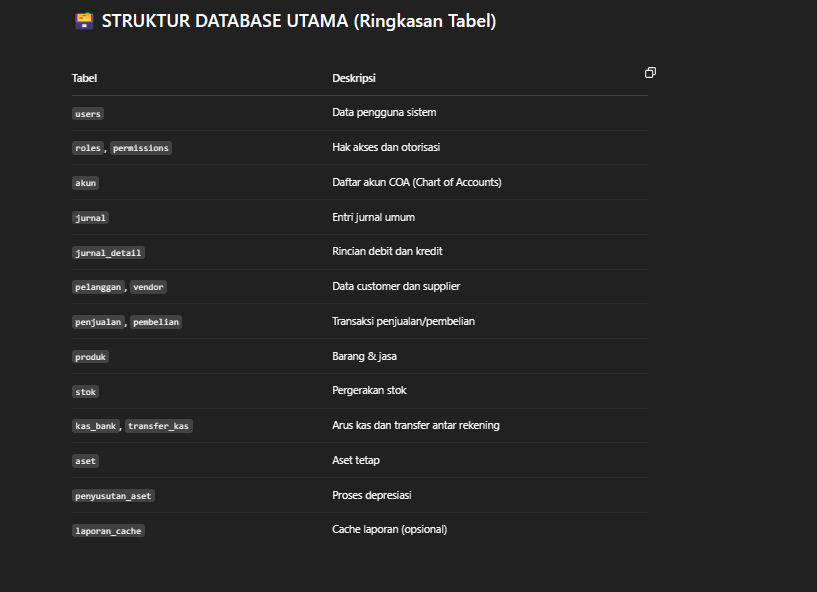 STRUKTUR DATABASE UTAMA (Ringkasan Tabel)
Tabel Deskripsi
users Data pengguna sistem
roles, permissions Hak akses dan otorisasi
akun Daftar akun COA (Chart of Accounts)
jurnal Entri jurnal umum
jurnal_detail Rincian debit dan kredit
pelanggan, vendor Data customer dan supplier
penjualan, pembelian Transaksi penjualan/pembelian
produk Barang & jasa
stok Pergerakan stok
kas_bank, transfer_kas Arus kas dan transfer antar rekening
aset Aset tetap
penyusutan_aset Proses depresiasi
laporan_cache Cache laporan (opsional)